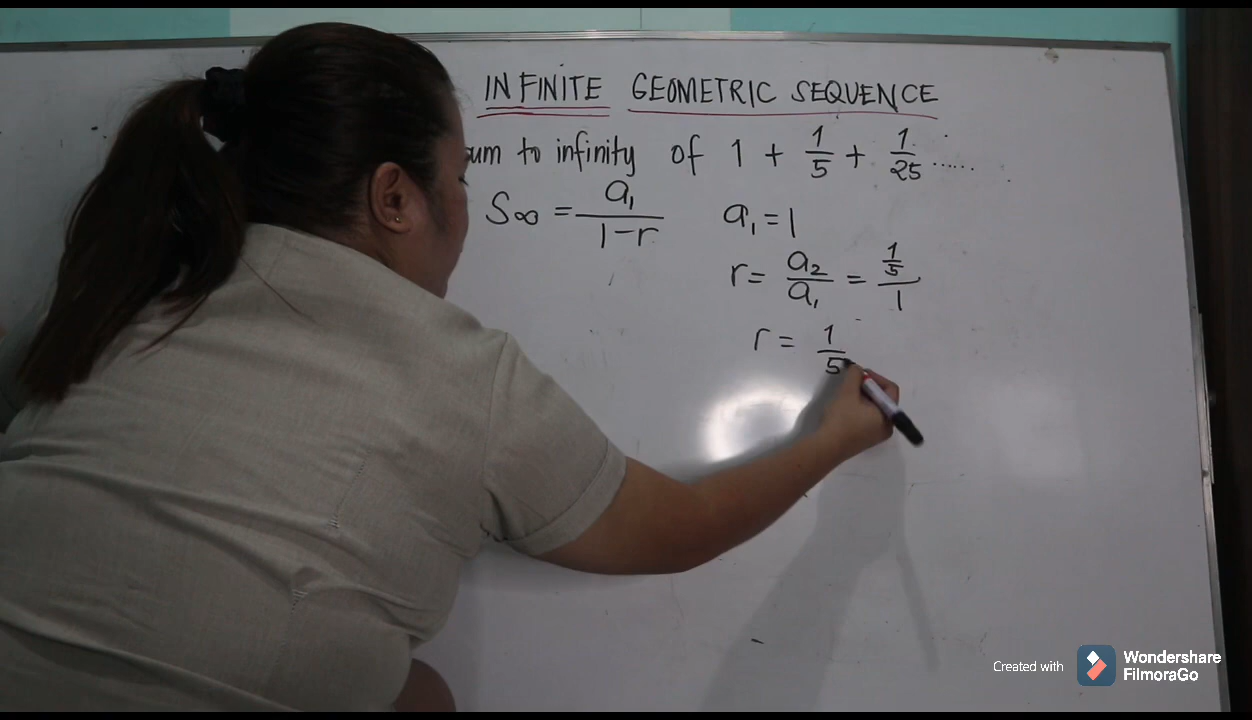 INFINITE GEOMETRIC SEQUENCE
to infinity of 1 + 1/5 + 1/25 ......
S∞ = a₁/1-r
a₁ = 1
r = a₂/a₁ = 1/5/1
r = 1/5
Created with Wondershare FilmoraGo